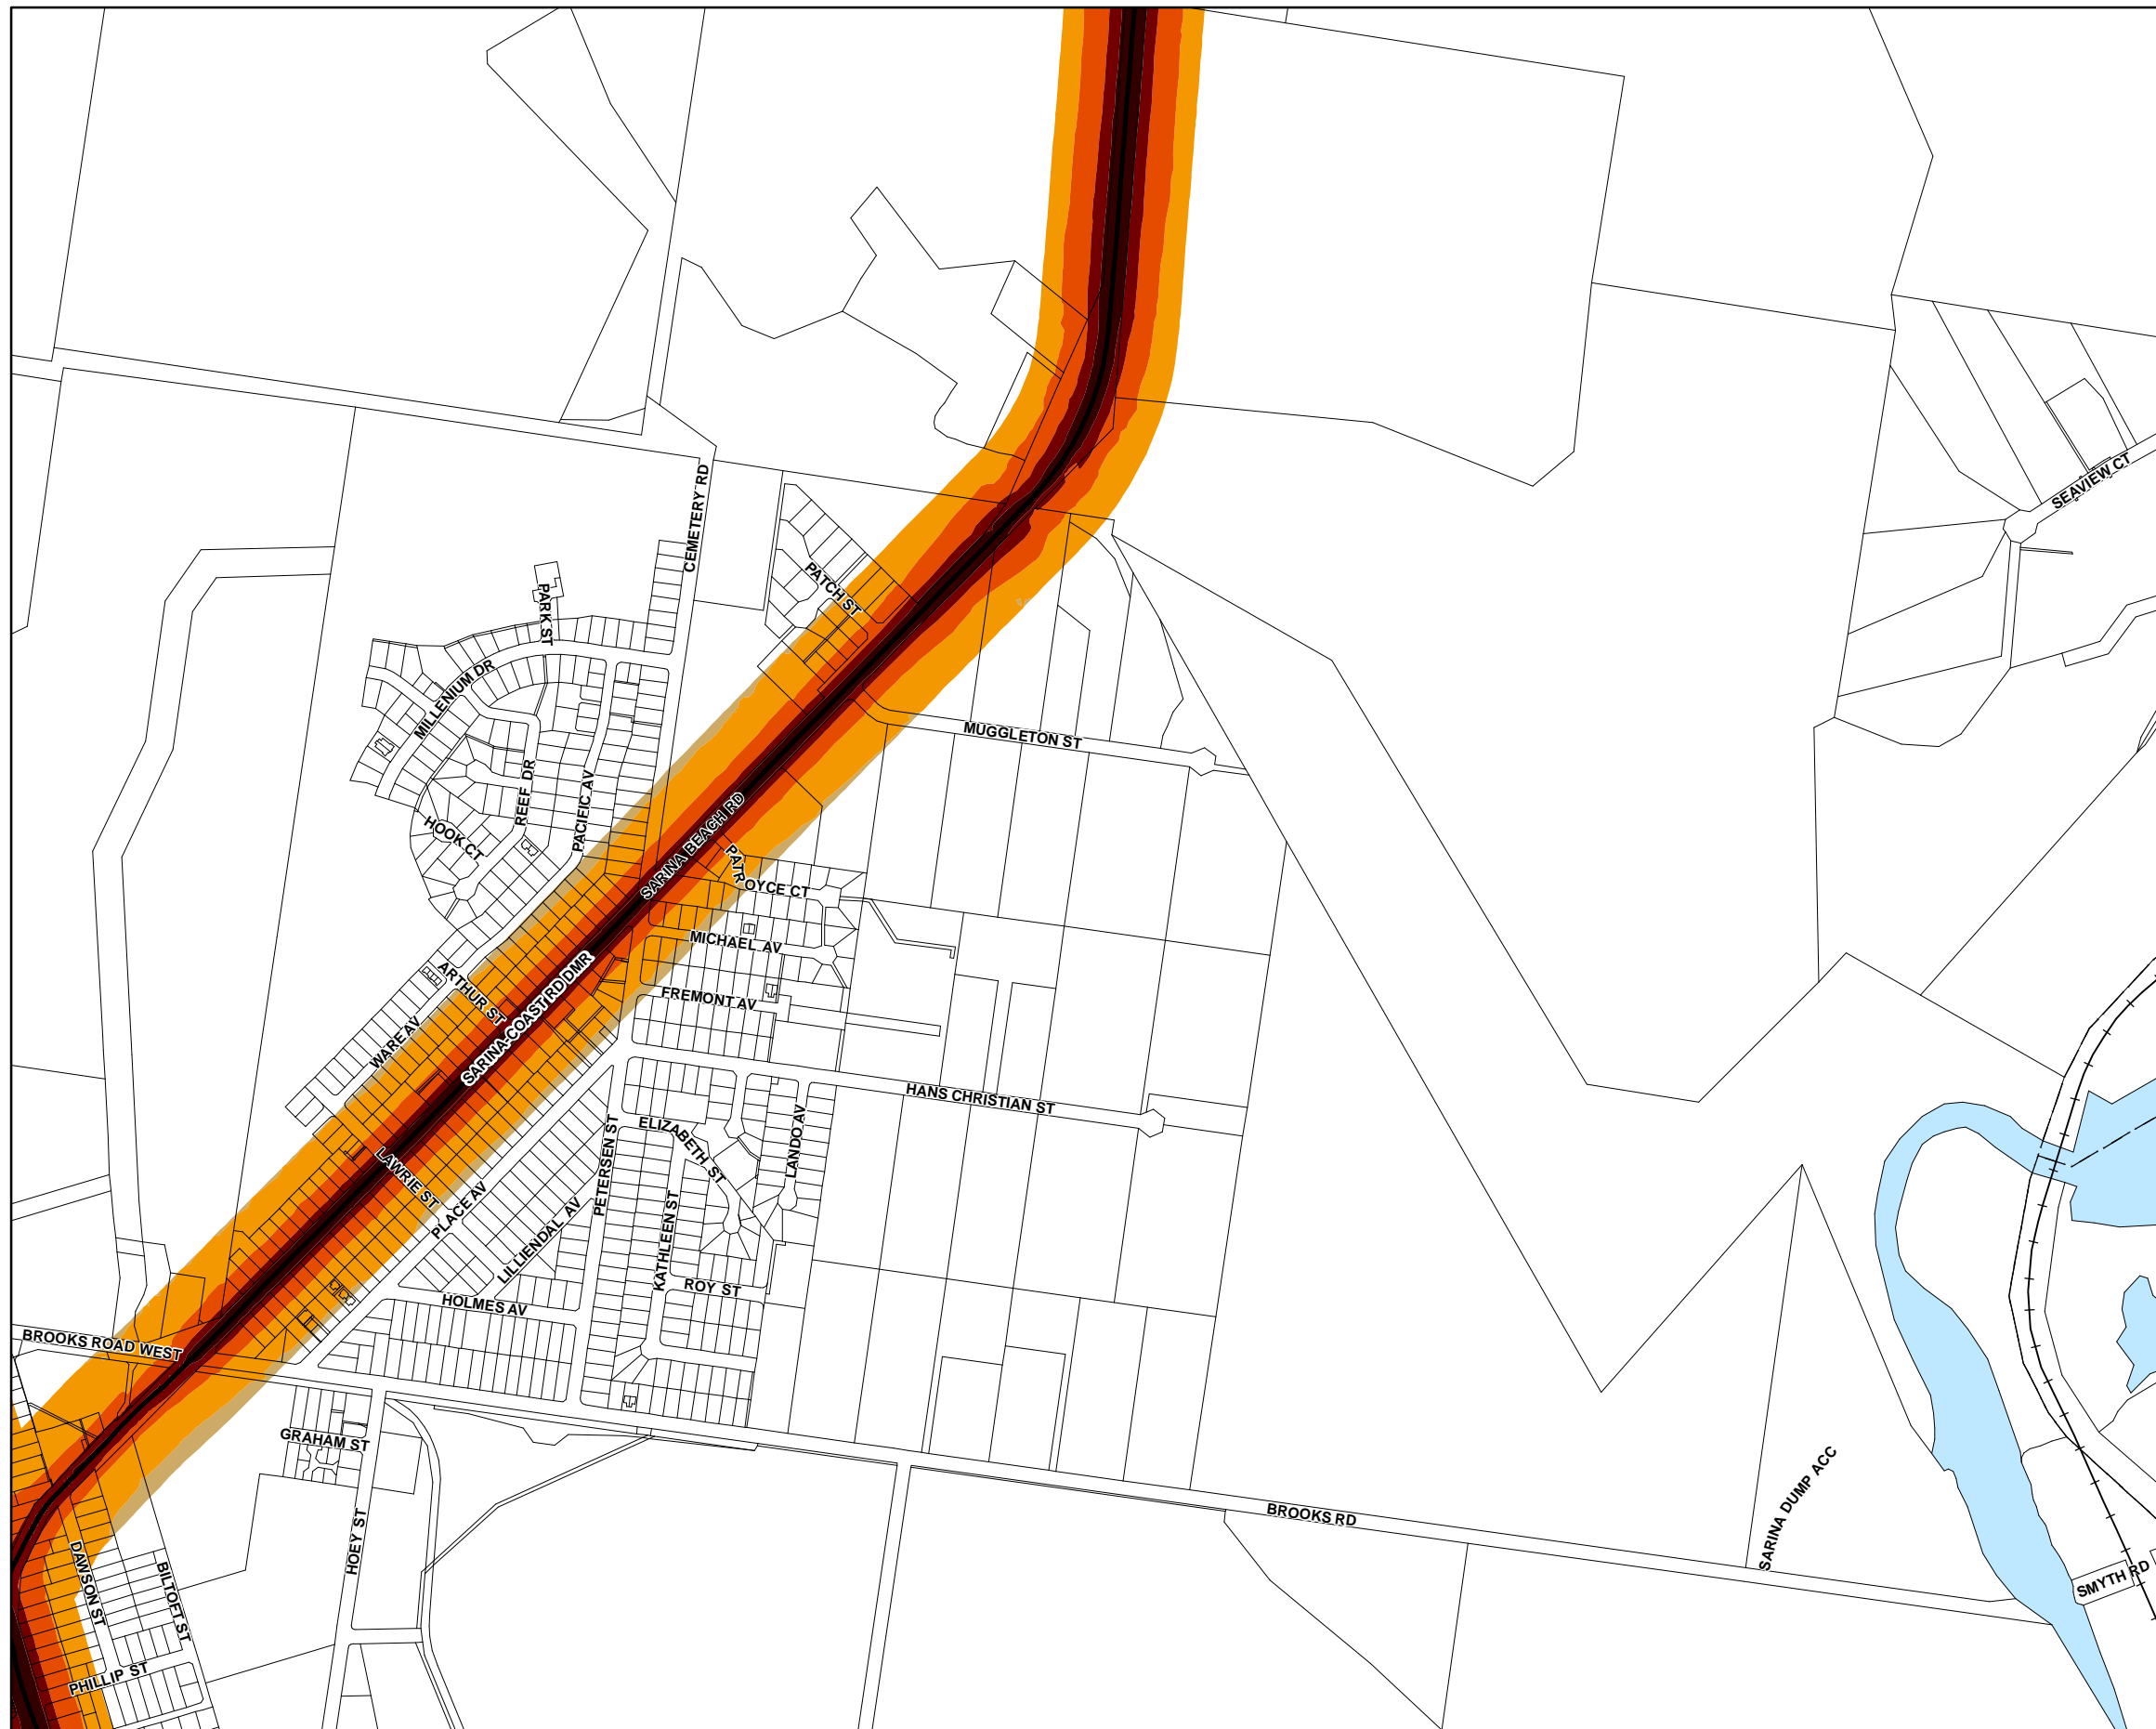 SEAVIEW CT
CEMETERY RD
PATCH ST
PARK ST
MILLENIUM DR
MUGGLETON ST
REEF DR
PACIFIC AV
HOOK CT
SARINA BEACH RD
PATR
OYCE CT
MICHAEL AV
ARTHUR ST
FREMONT AV
SARINA-COAST RD DMR
WARE AV
HANS CHRISTIAN ST
ELIZABETH ST
LANDO AV
PETERSEN ST
LAWRIE ST
PLACE AV
LILLIENDAL AV
KATHLEEN ST
ROY ST
HOLMES AV
BROOKS ROAD WEST
GRAHAM ST
HOEY ST
BROOKS RD
SARINA DUMP ACC
SMYTH RD
DAWSON ST
BILTOFT ST
PHILLIP ST